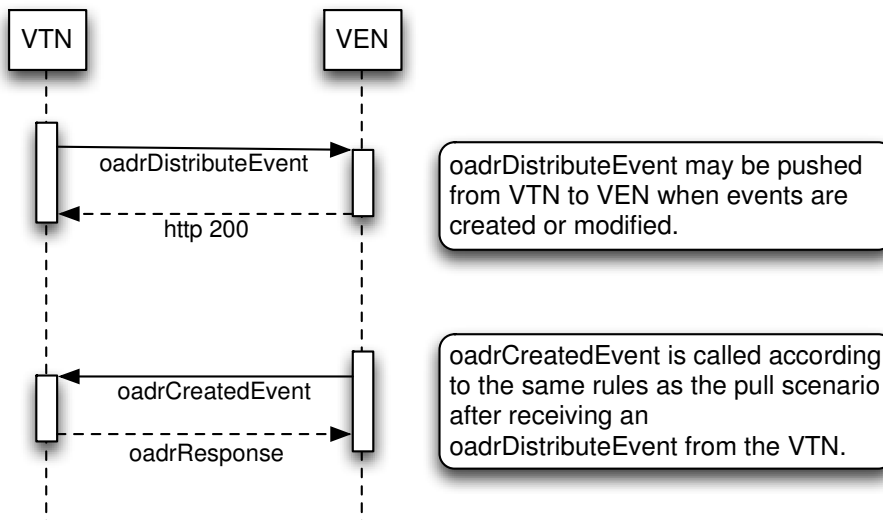 VTN
VEN
oadrDistributeEvent
http 200
oadrDistributeEvent may be pushed
from VTN to VEN when events are
created or modified.
oadrCreatedEvent
oadrResponse
oadrCreatedEvent is called according
to the same rules as the pull scenario
after receiving an
oadrDistributeEvent from the VTN.